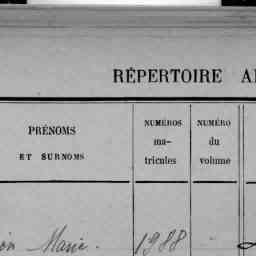 RÉPERTOIRE
PRÉNOMS
ET SURNOMS
NUMÉROS
ma-
tricules
NUMÉRO
du
volume
Marie. 1988